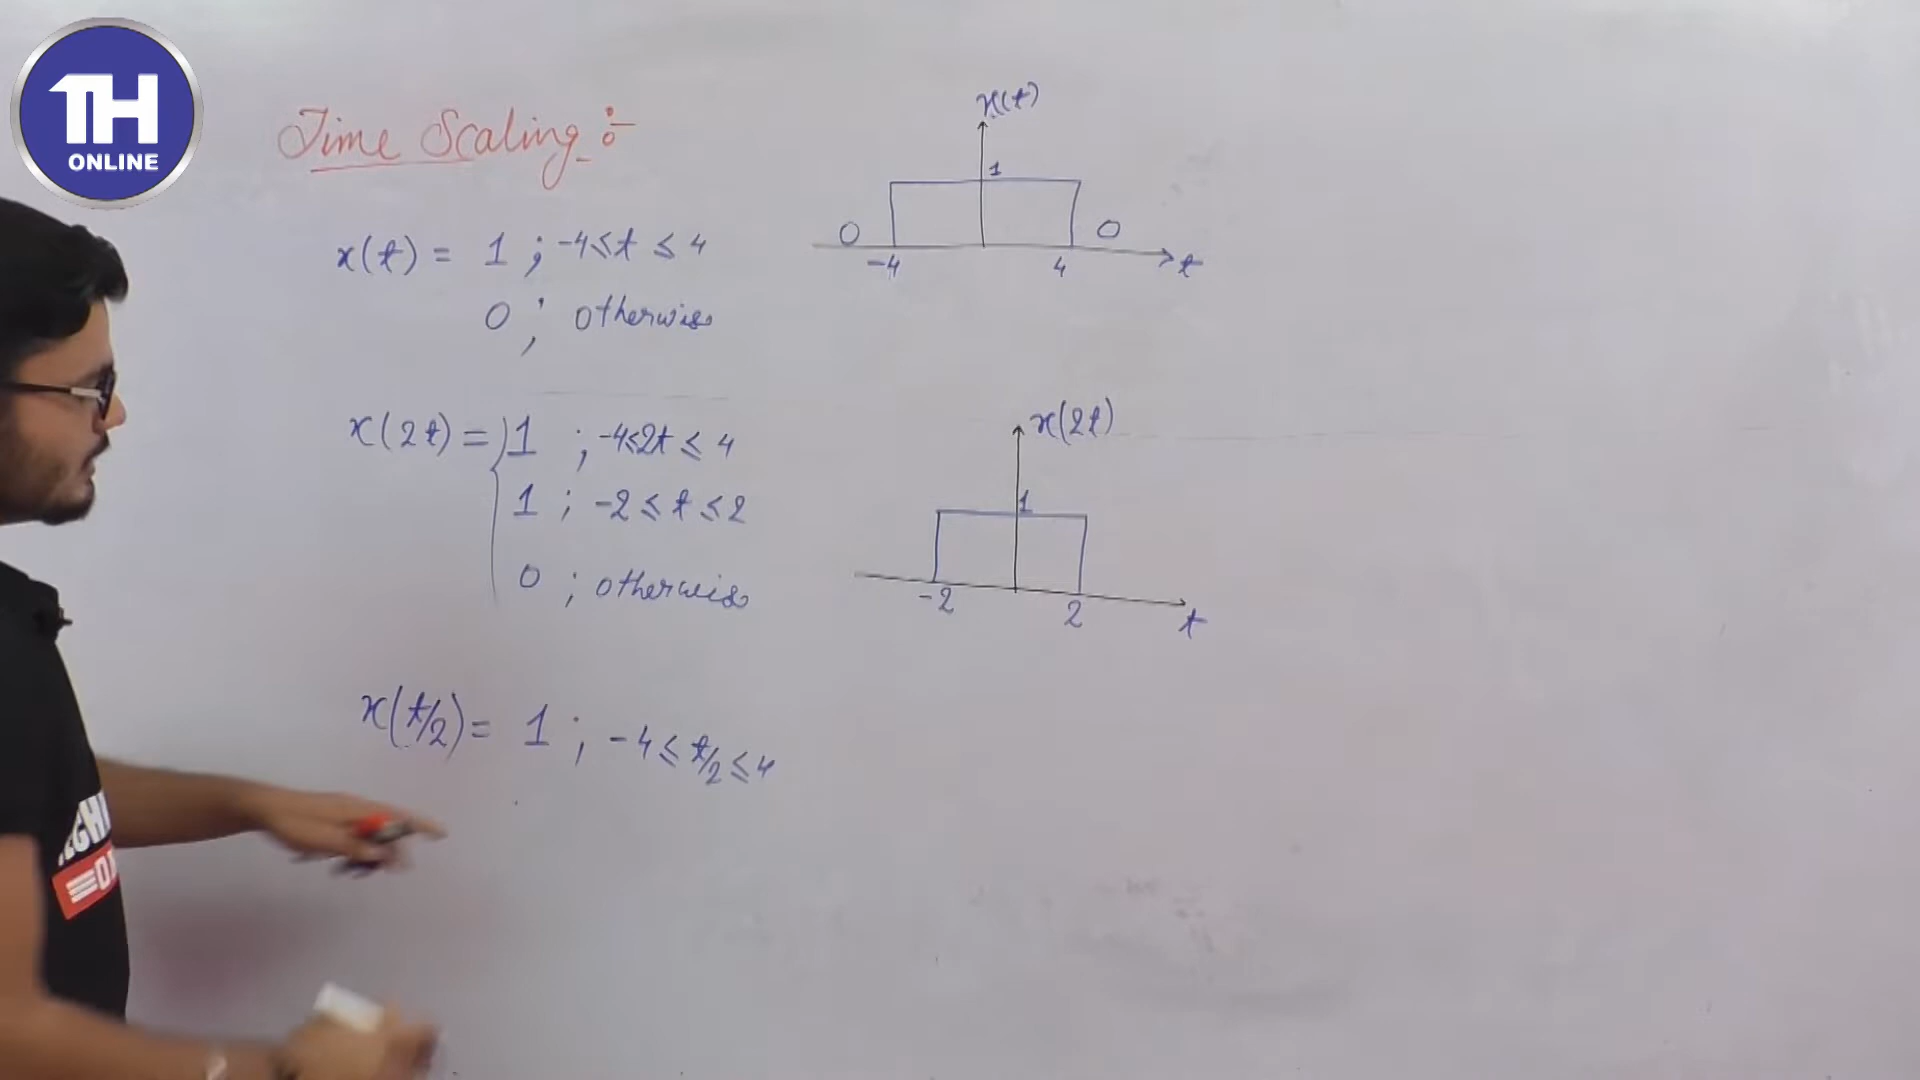 TH
ONLINE
Time Scaling :-
x(t) = 1 ; -4 ≤ t ≤ 4
0 ; otherwise
x(t)
1
0
0
-4
4
t
x(2t) = 1 ; -4≤2t ≤ 4
1 ; -2 ≤ t ≤ 2
0 ; otherwise
x(2t)
1
-2
2
t
x(t/2) = 1 ; -4 ≤ t/2 ≤ 4